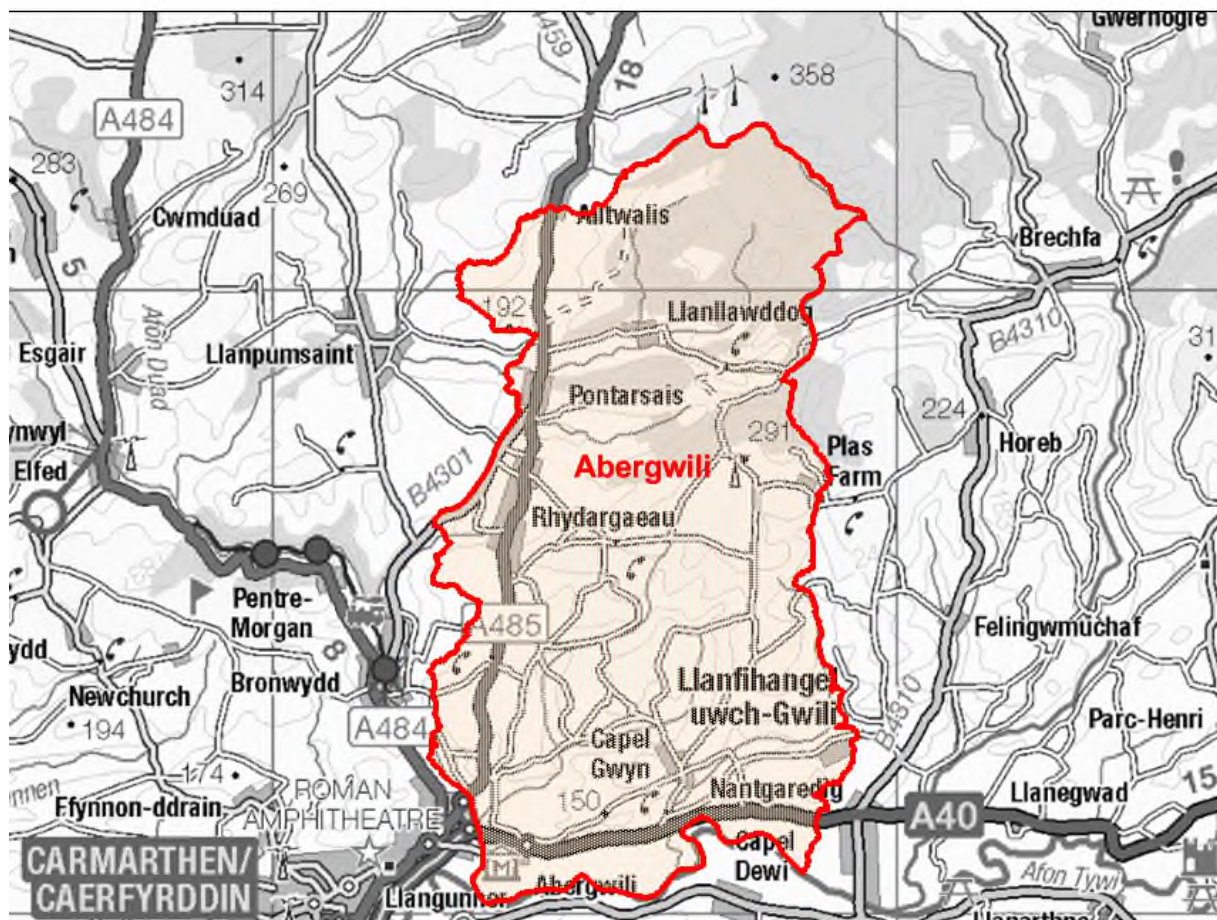 Gwernogle
A484
314
459
18
358
283
269
Cwmduad
Alltwalis
Brechfa
5
192
Llanllawddog
B4310
Esgair
Afon Duad
Llanpumsaint
31
Pontarsais
224
291
Horeb
Plas
Farm
Abergwili
Elfed
B4301
Rhydargaeau
Pentre-
Morgan
A485
Felingwmuchaf
8
Bronwydd
Newchurch
Llanfihangel
uwch-Gwili
B4310
194
A484
Parc-Henri
Capel
Gwyn
174
ROMAN
AMPHITHEATRE
Nantgaredig
15
150
Ffynnon-ddrain
Llanegwad
A40
CARMARTHEN/
CAERFYRDDIN
Capel
Dewi
M
Llangunnor
Abergwili
Afon Tywi